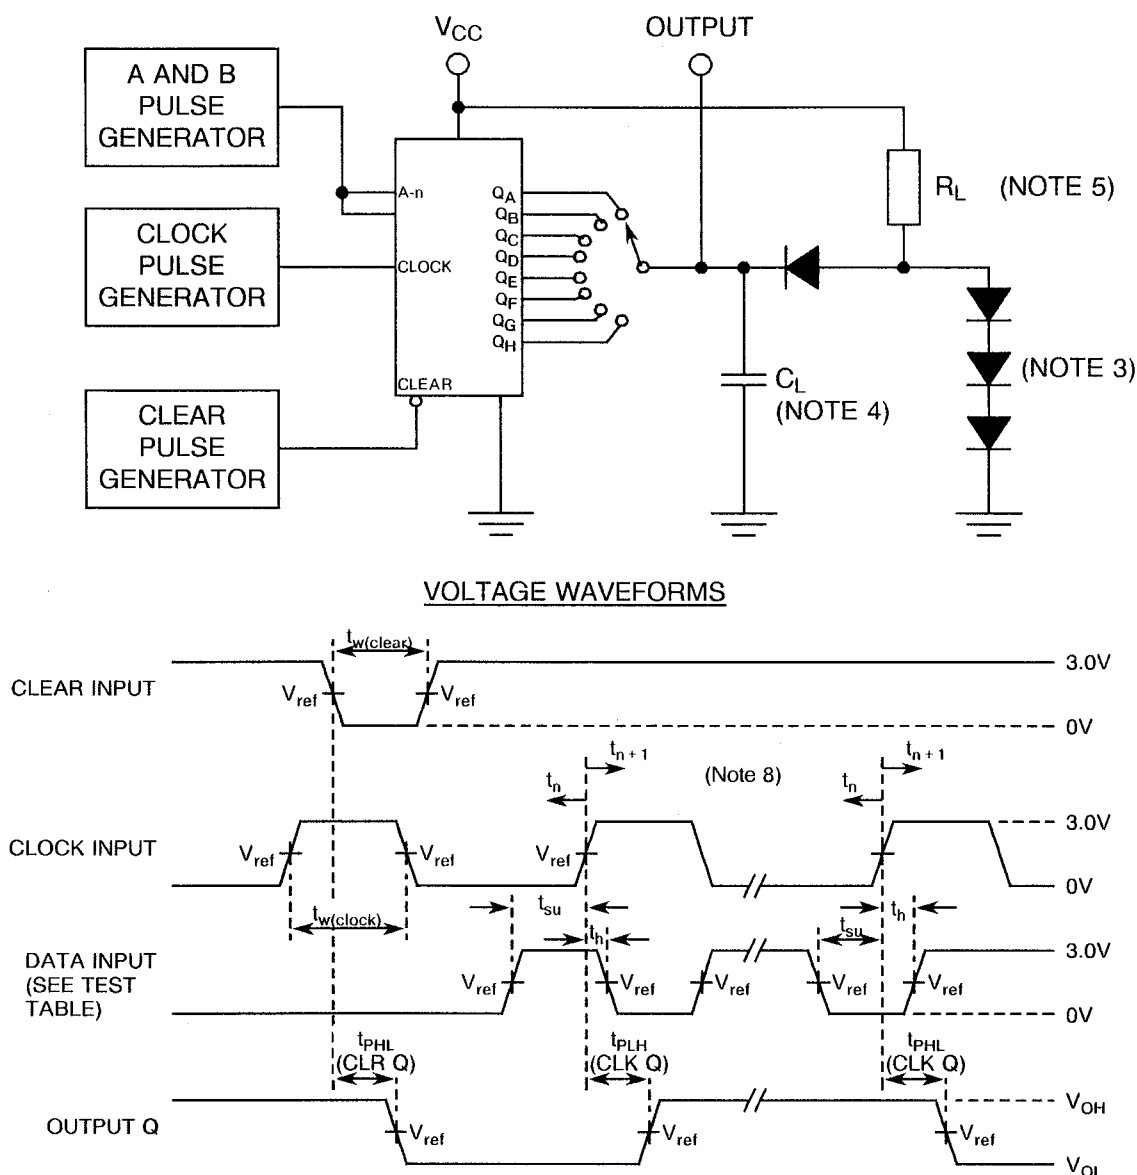 V_CC OUTPUT
A AND B
PULSE
GENERATOR
A-n
Q_A
Q_B
Q_C
Q_D
Q_E
Q_F
Q_G
Q_H
R_L (NOTE 5)
CLOCK
PULSE
GENERATOR
CLOCK
CLEAR
CLEAR
PULSE
GENERATOR
C_L
(NOTE 4)
(NOTE 3)
VOLTAGE WAVEFORMS
t_w(clear)
CLEAR INPUT
V_ref V_ref
3.0V
0V
t_n+1 (Note 8) t_n+1
t_n t_n
CLOCK INPUT
V_ref V_ref V_ref
3.0V
0V
t_w(clock) t_su t_h
t_h t_su
DATA INPUT
(SEE TEST
TABLE)
V_ref V_ref V_ref V_ref V_ref
3.0V
0V
t_PHL t_PLH t_PHL
(CLR Q) (CLK Q) (CLK Q)
OUTPUT Q
V_ref V_ref V_ref
V_OH
V_OL